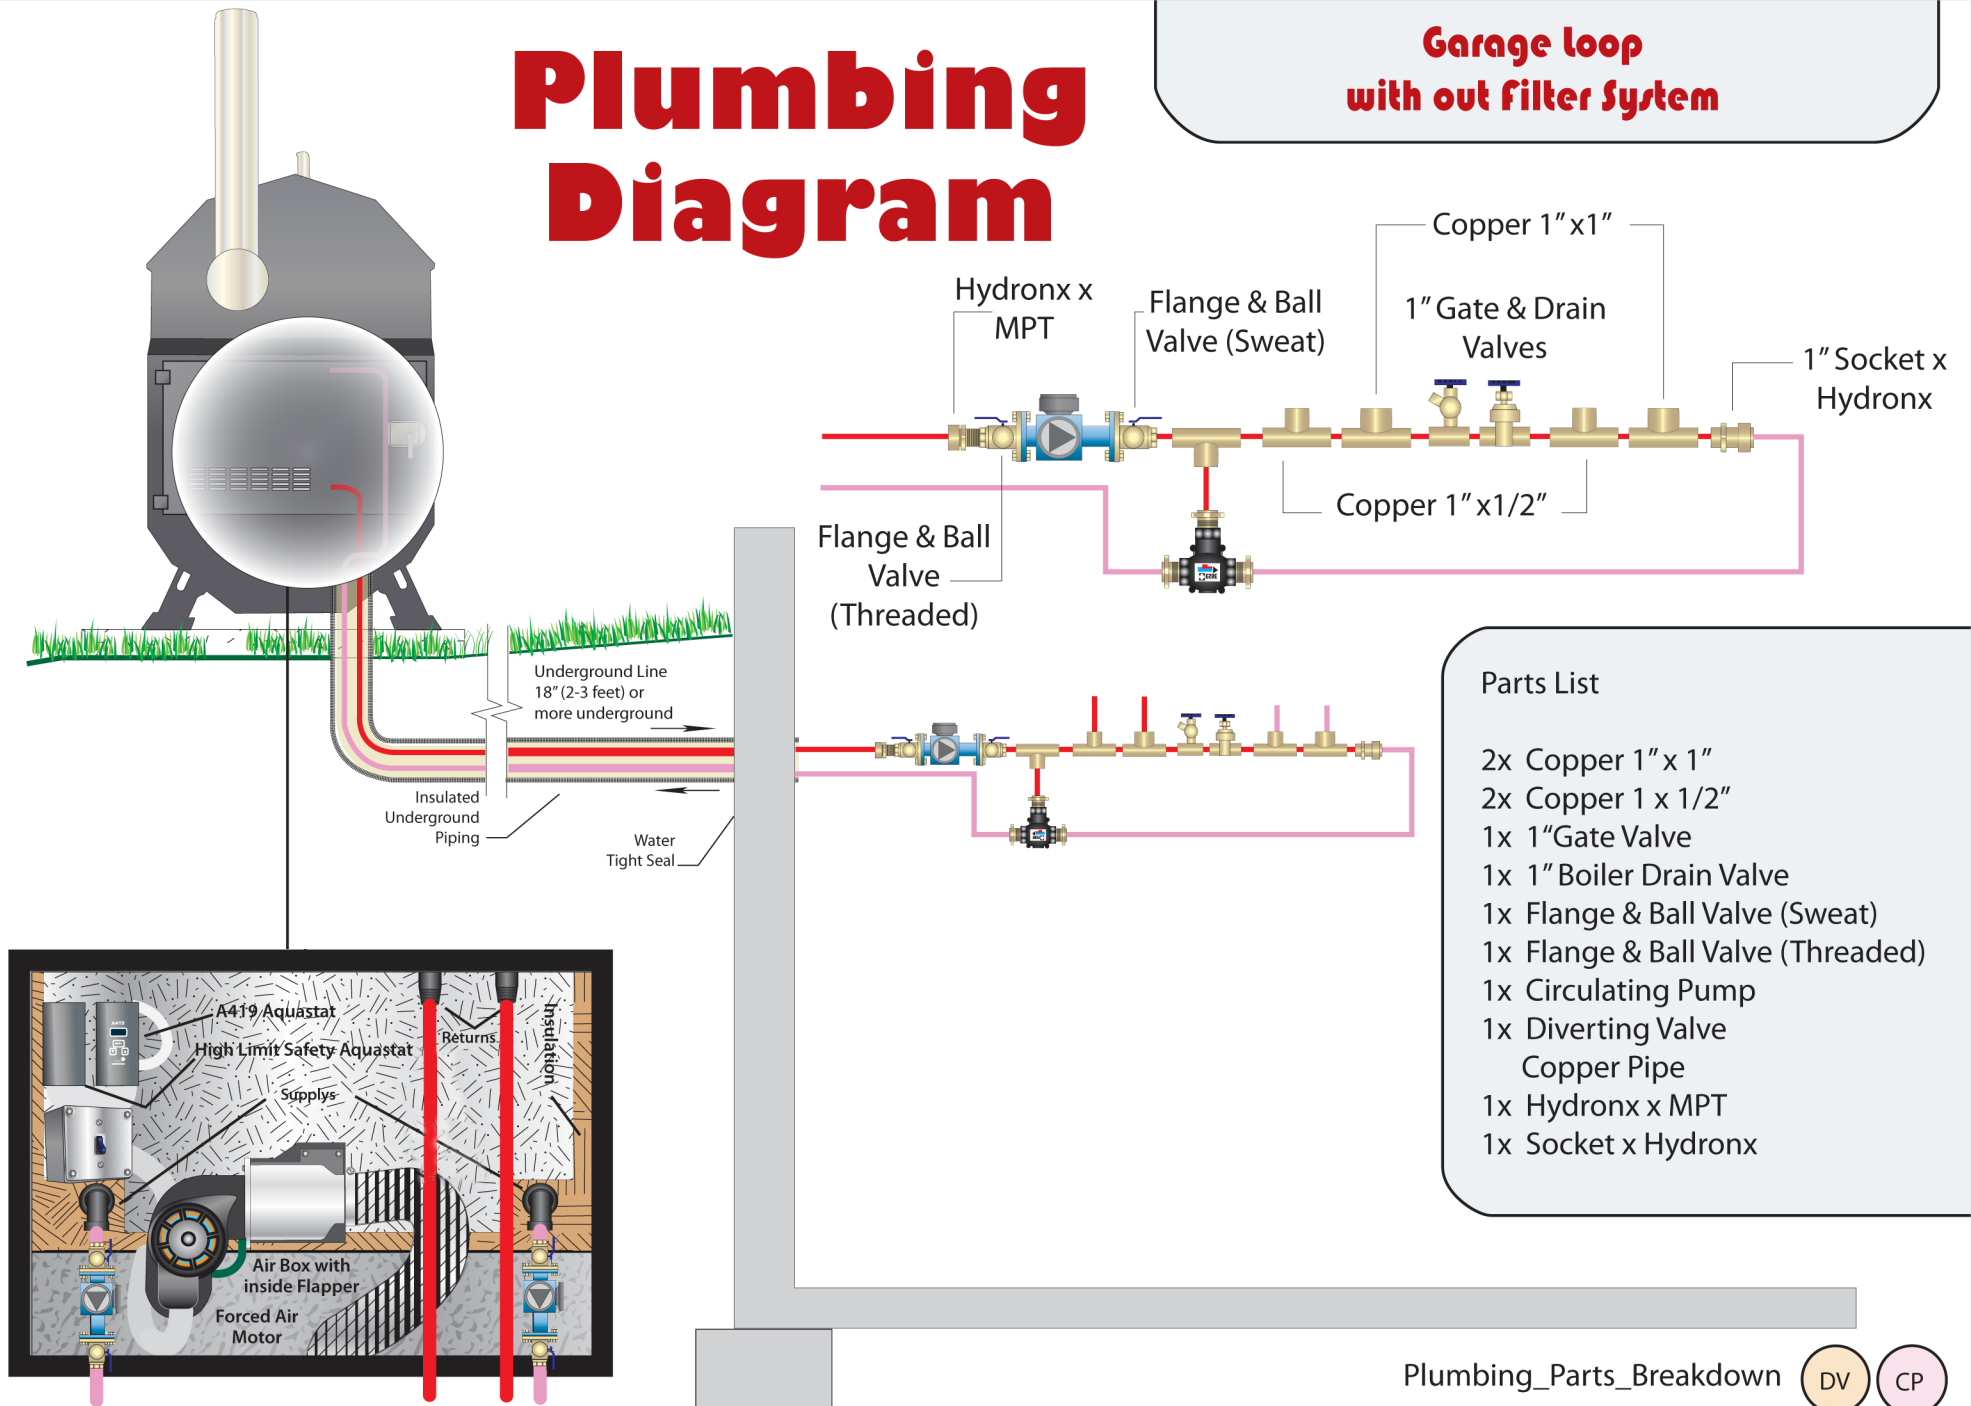 Plumbing
Diagram
Garage Loop
with out Filter System
Copper 1” x1”
Hydronx x
MPT
Flange & Ball
Valve (Sweat)
1” Gate & Drain
Valves
1” Socket x
Hydronx
Copper 1” x1/2”
Flange & Ball
Valve
(Threaded)
Underground Line
18” (2-3 feet) or
more underground
Insulated
Underground
Piping
Water
Tight Seal
Parts List
2x Copper 1” x 1”
2x Copper 1 x 1/2”
1x 1“Gate Valve
1x 1” Boiler Drain Valve
1x Flange & Ball Valve (Sweat)
1x Flange & Ball Valve (Threaded)
1x Circulating Pump
1x Diverting Valve
Copper Pipe
1x Hydronx x MPT
1x Socket x Hydronx
A419
A419 Aquastat
High Limit Safety Aquastat
Returns
Insulation
Supplys
Air Box with
inside Flapper
Forced Air
Motor
Plumbing_Parts_Breakdown
DV
CP